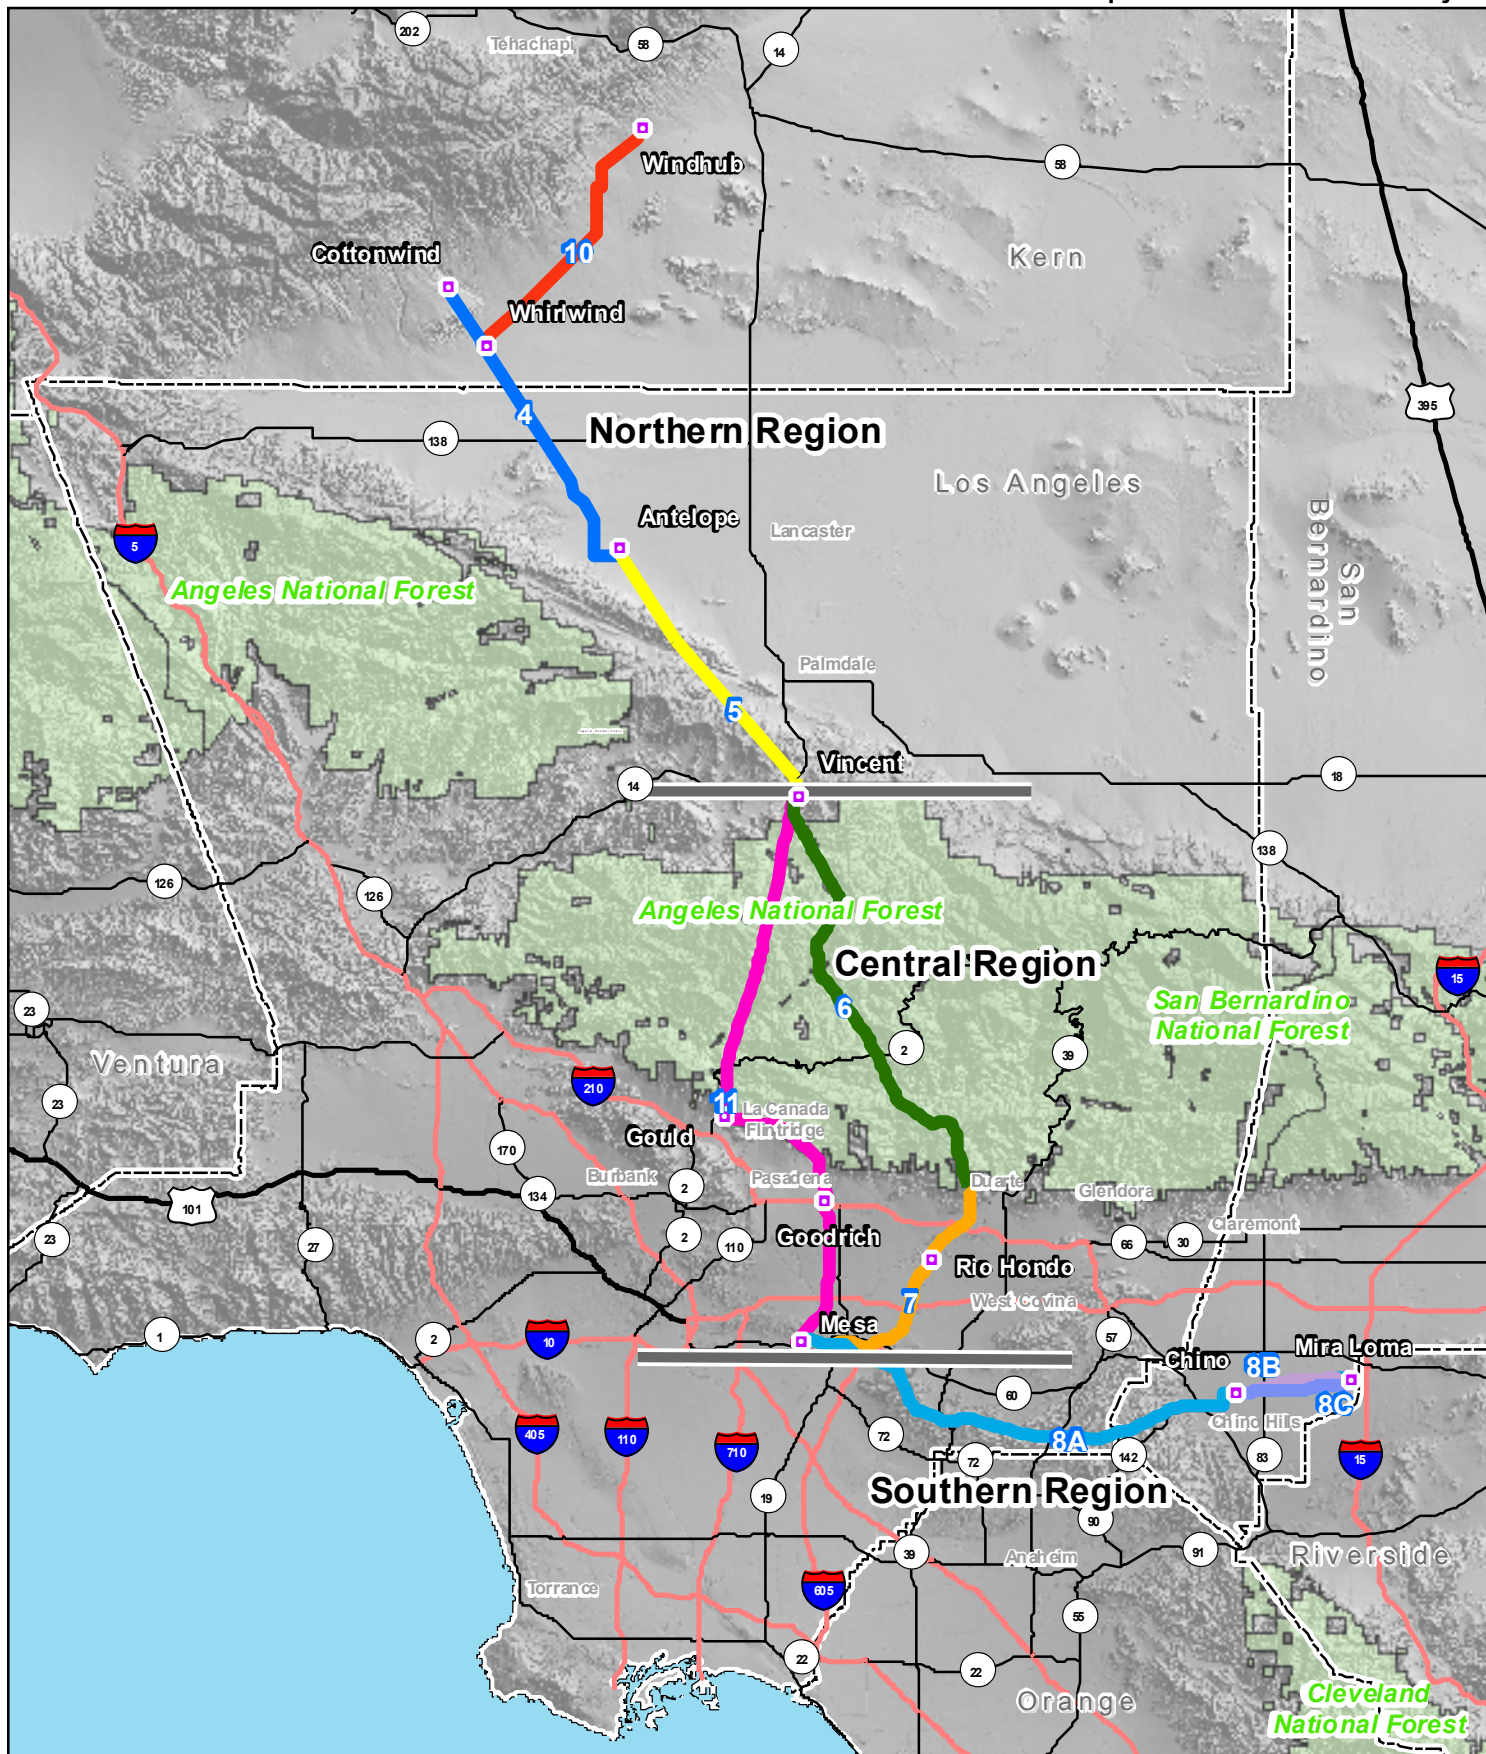 202
Tehachapi
58
14
Windhub
58
Cottonwind
10
Kern
Whirlwind
395
4
Northern Region
138
Los Angeles
Antelope
Lancaster
San
Bernardino
5
Angeles National Forest
Palmdale
5
Vincent
14
18
138
126
126
Angeles National Forest
Central Region
15
San Bernardino
National Forest
23
6
2
39
Ventura
210
23
11
La Canada
Flintridge
Gould
170
Burbank
2
Pasadena
Duarte
Glendora
134
101
Claremont
23
27
2
110
Goodrich
66
30
Rio Hondo
7
West Covina
1
2
10
Mesa
57
Chino
8B
Mira Loma
60
8C
Chino Hills
405
110
710
72
8A
72
142
83
15
Southern Region
19
90
39
Anaheim
91
Riverside
Torrance
605
55
22
22
Orange
Cleveland
National Forest